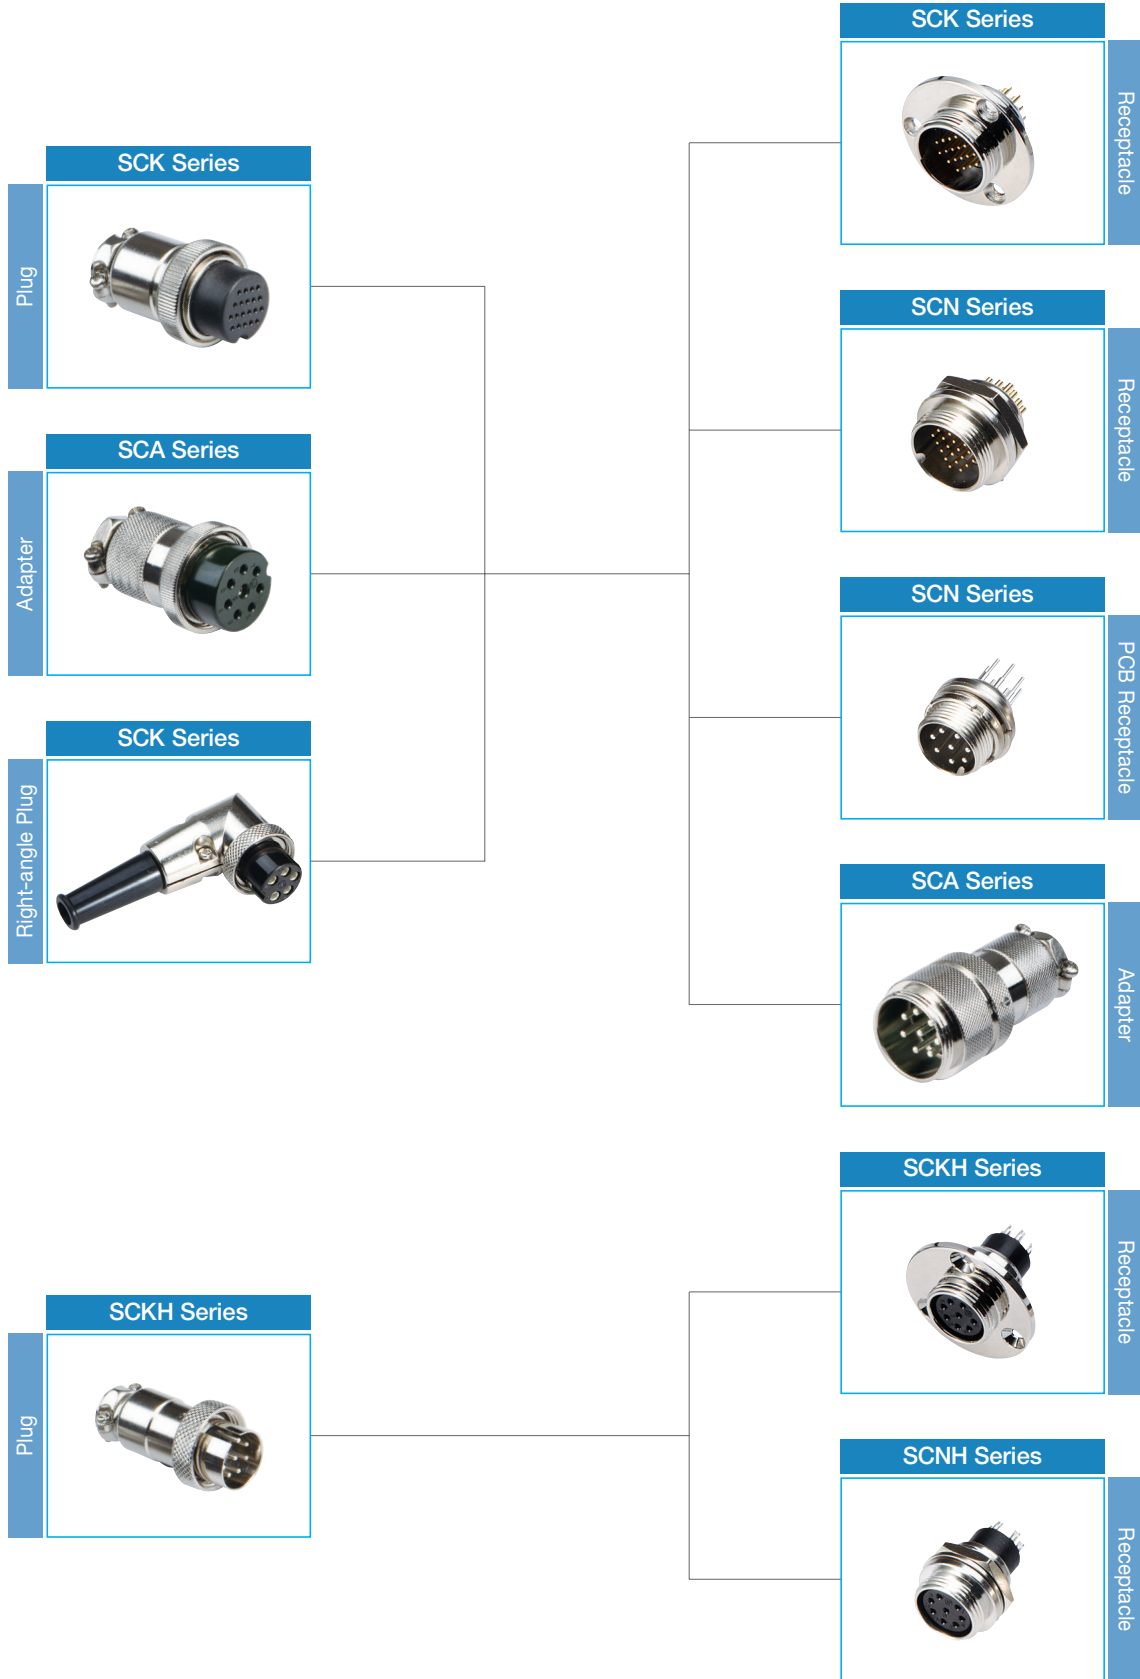 SCK Series
Receptacle
SCK Series
Plug
SCN Series
Receptacle
SCA Series
Adapter
SCN Series
PCB Receptacle
SCK Series
Right-angle Plug
SCA Series
Adapter
SCKH Series
Receptacle
SCKH Series
Plug
SCNH Series
Receptacle